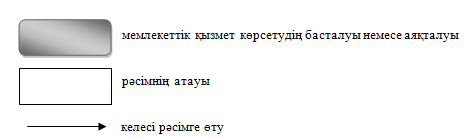 мемлекеттік қызмет көрсетудің басталуы немесе аяқталуы
рәсімнің атауы
келесі рәсімге өту